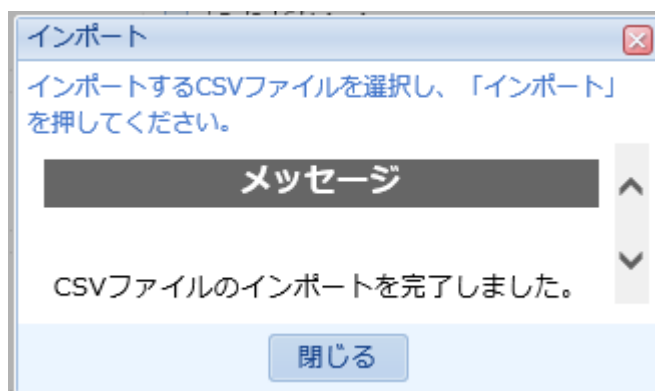 インポート
インポートするCSVファイルを選択し、「インポート」
を押してください。
メッセージ
CSVファイルのインポートを完了しました。
閉じる